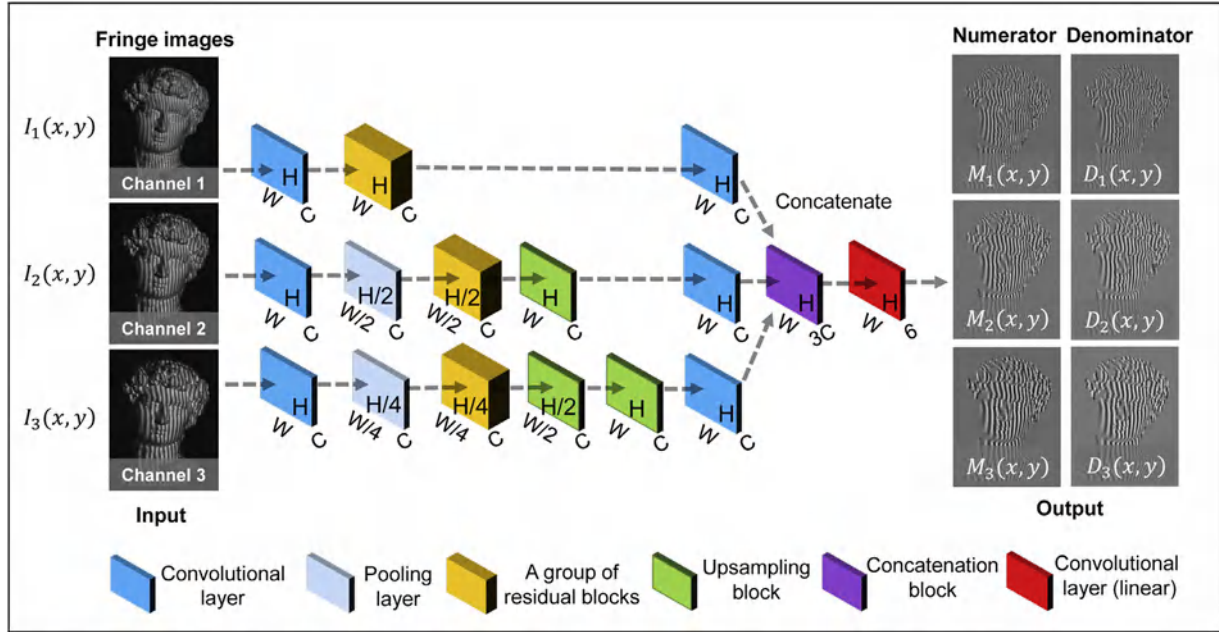 Fringe images
Numerator Denominator
I₁(x, y)
Channel 1
H
W
C
H
W
C
H
W
C
M₁(x, y)
D₁(x, y)
Concatenate
I₂(x, y)
Channel 2
H
W
C
H/2
W/2
C
H/2
W/2
C
H
W
C
H
W
C
H
W
3C
H
W
6
M₂(x, y)
D₂(x, y)
I₃(x, y)
Channel 3
H
W
C
H/4
W/4
C
H/4
W/4
C
H/2
W/2
C
H
W
C
H
W
C
M₃(x, y)
D₃(x, y)
Input
Output
Convolutional
layer
Pooling
layer
A group of
residual blocks
Upsampling
block
Concatenation
block
Convolutional
layer (linear)